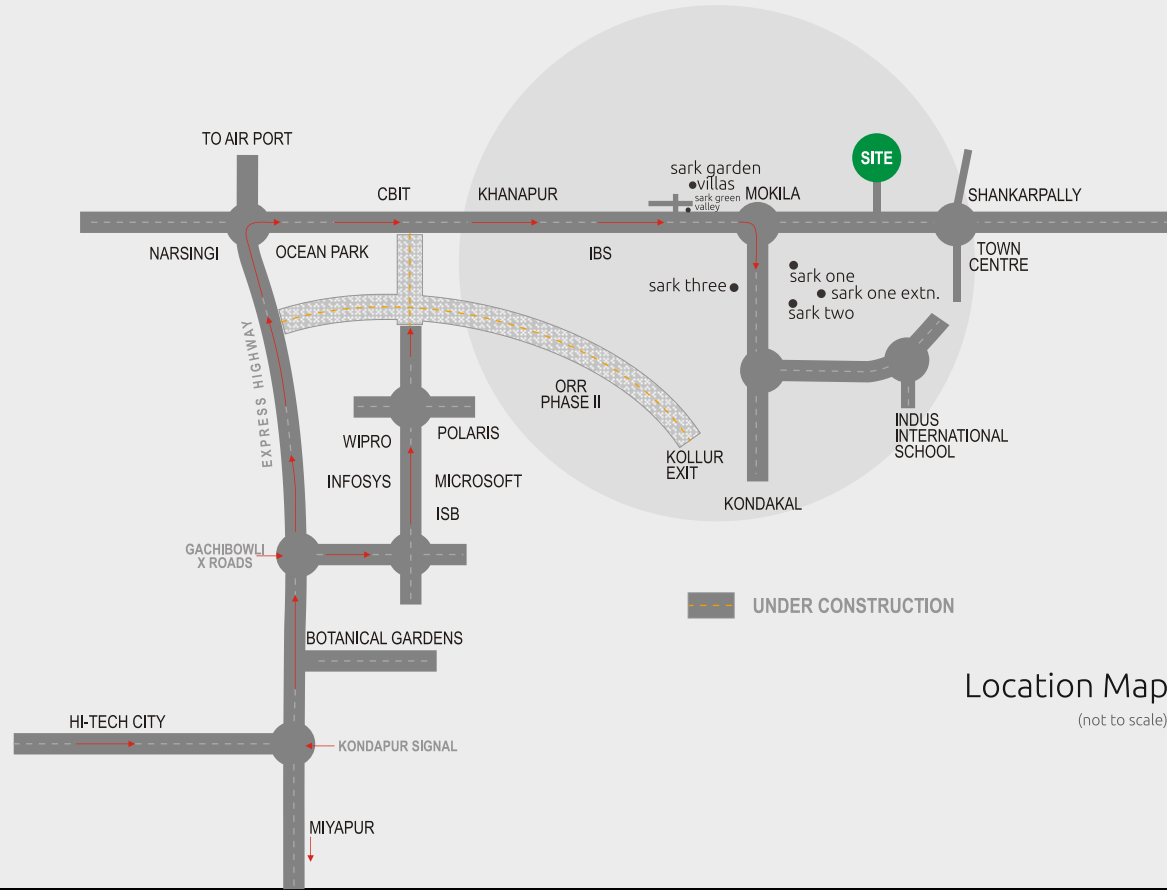 TO AIR PORT
SITE
sark garden
villas
sark green
valley
CBIT
KHANAPUR
MOKILA
SHANKARPALLY
NARSINGI
OCEAN PARK
IBS
TOWN
CENTRE
sark three
sark one
sark one extn.
sark two
EXPRESS HIGHWAY
ORR
PHASE II
WIPRO
POLARIS
INDUS
INTERNATIONAL
SCHOOL
KOLLUR
EXIT
INFOSYS
MICROSOFT
KONDAKAL
ISB
GACHIBOWLI
X ROADS
UNDER CONSTRUCTION
BOTANICAL GARDENS
Location Map
(not to scale)
HI-TECH CITY
KONDAPUR SIGNAL
MIYAPUR